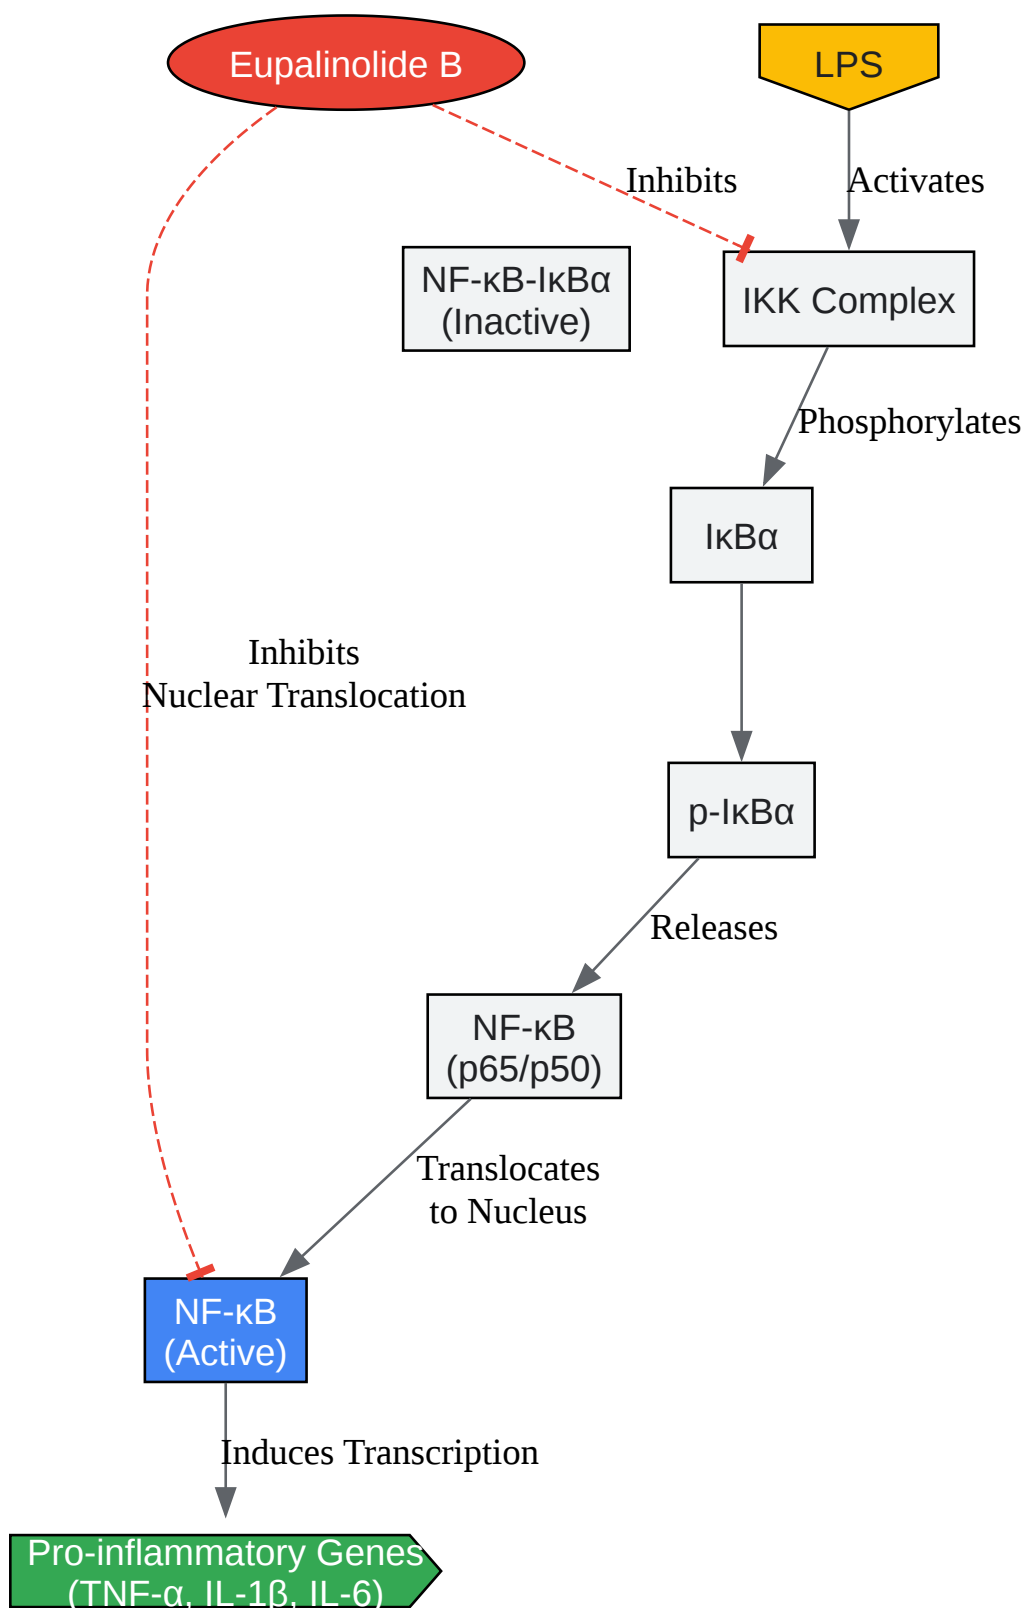 Eupalinolide B
LPS
Inhibits
Activates
NF-κB-IκBα
(Inactive)
IKK Complex
Phosphorylates
IκBα
Inhibits
Nuclear Translocation
p-IκBα
Releases
NF-κB
(p65/p50)
Translocates
to Nucleus
NF-κB
(Active)
Induces Transcription
Pro-inflammatory Genes
(TNF-α, IL-1β, IL-6)